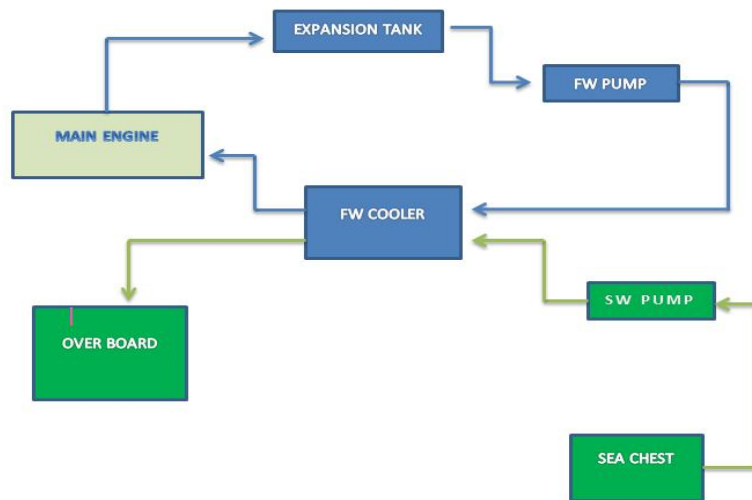 EXPANSION TANK
FW PUMP
MAIN ENGINE
FW COOLER
SW PUMP
OVER BOARD
SEA CHEST